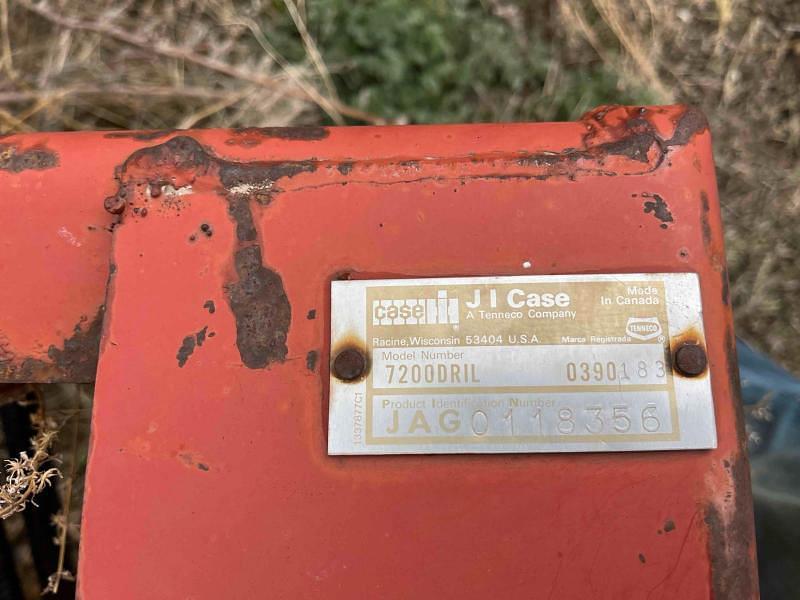 case IH J I Case Made In Canada
A Tenneco Company
TENNECO
Racine, Wisconsin 53404 U.S.A. Marca Registrada ®
Model Number
7200DRIL 0390183
Product Identification Number
JAG0118356
1337877C1